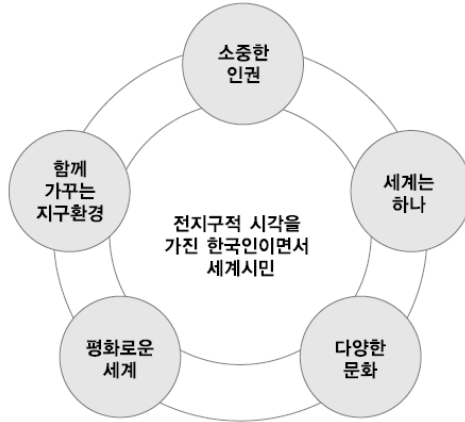 소중한
인권
함께
가꾸는
지구환경
세계는
하나
전지구적 시각을
가진 한국인이면서
세계시민
평화로운
세계
다양한
문화